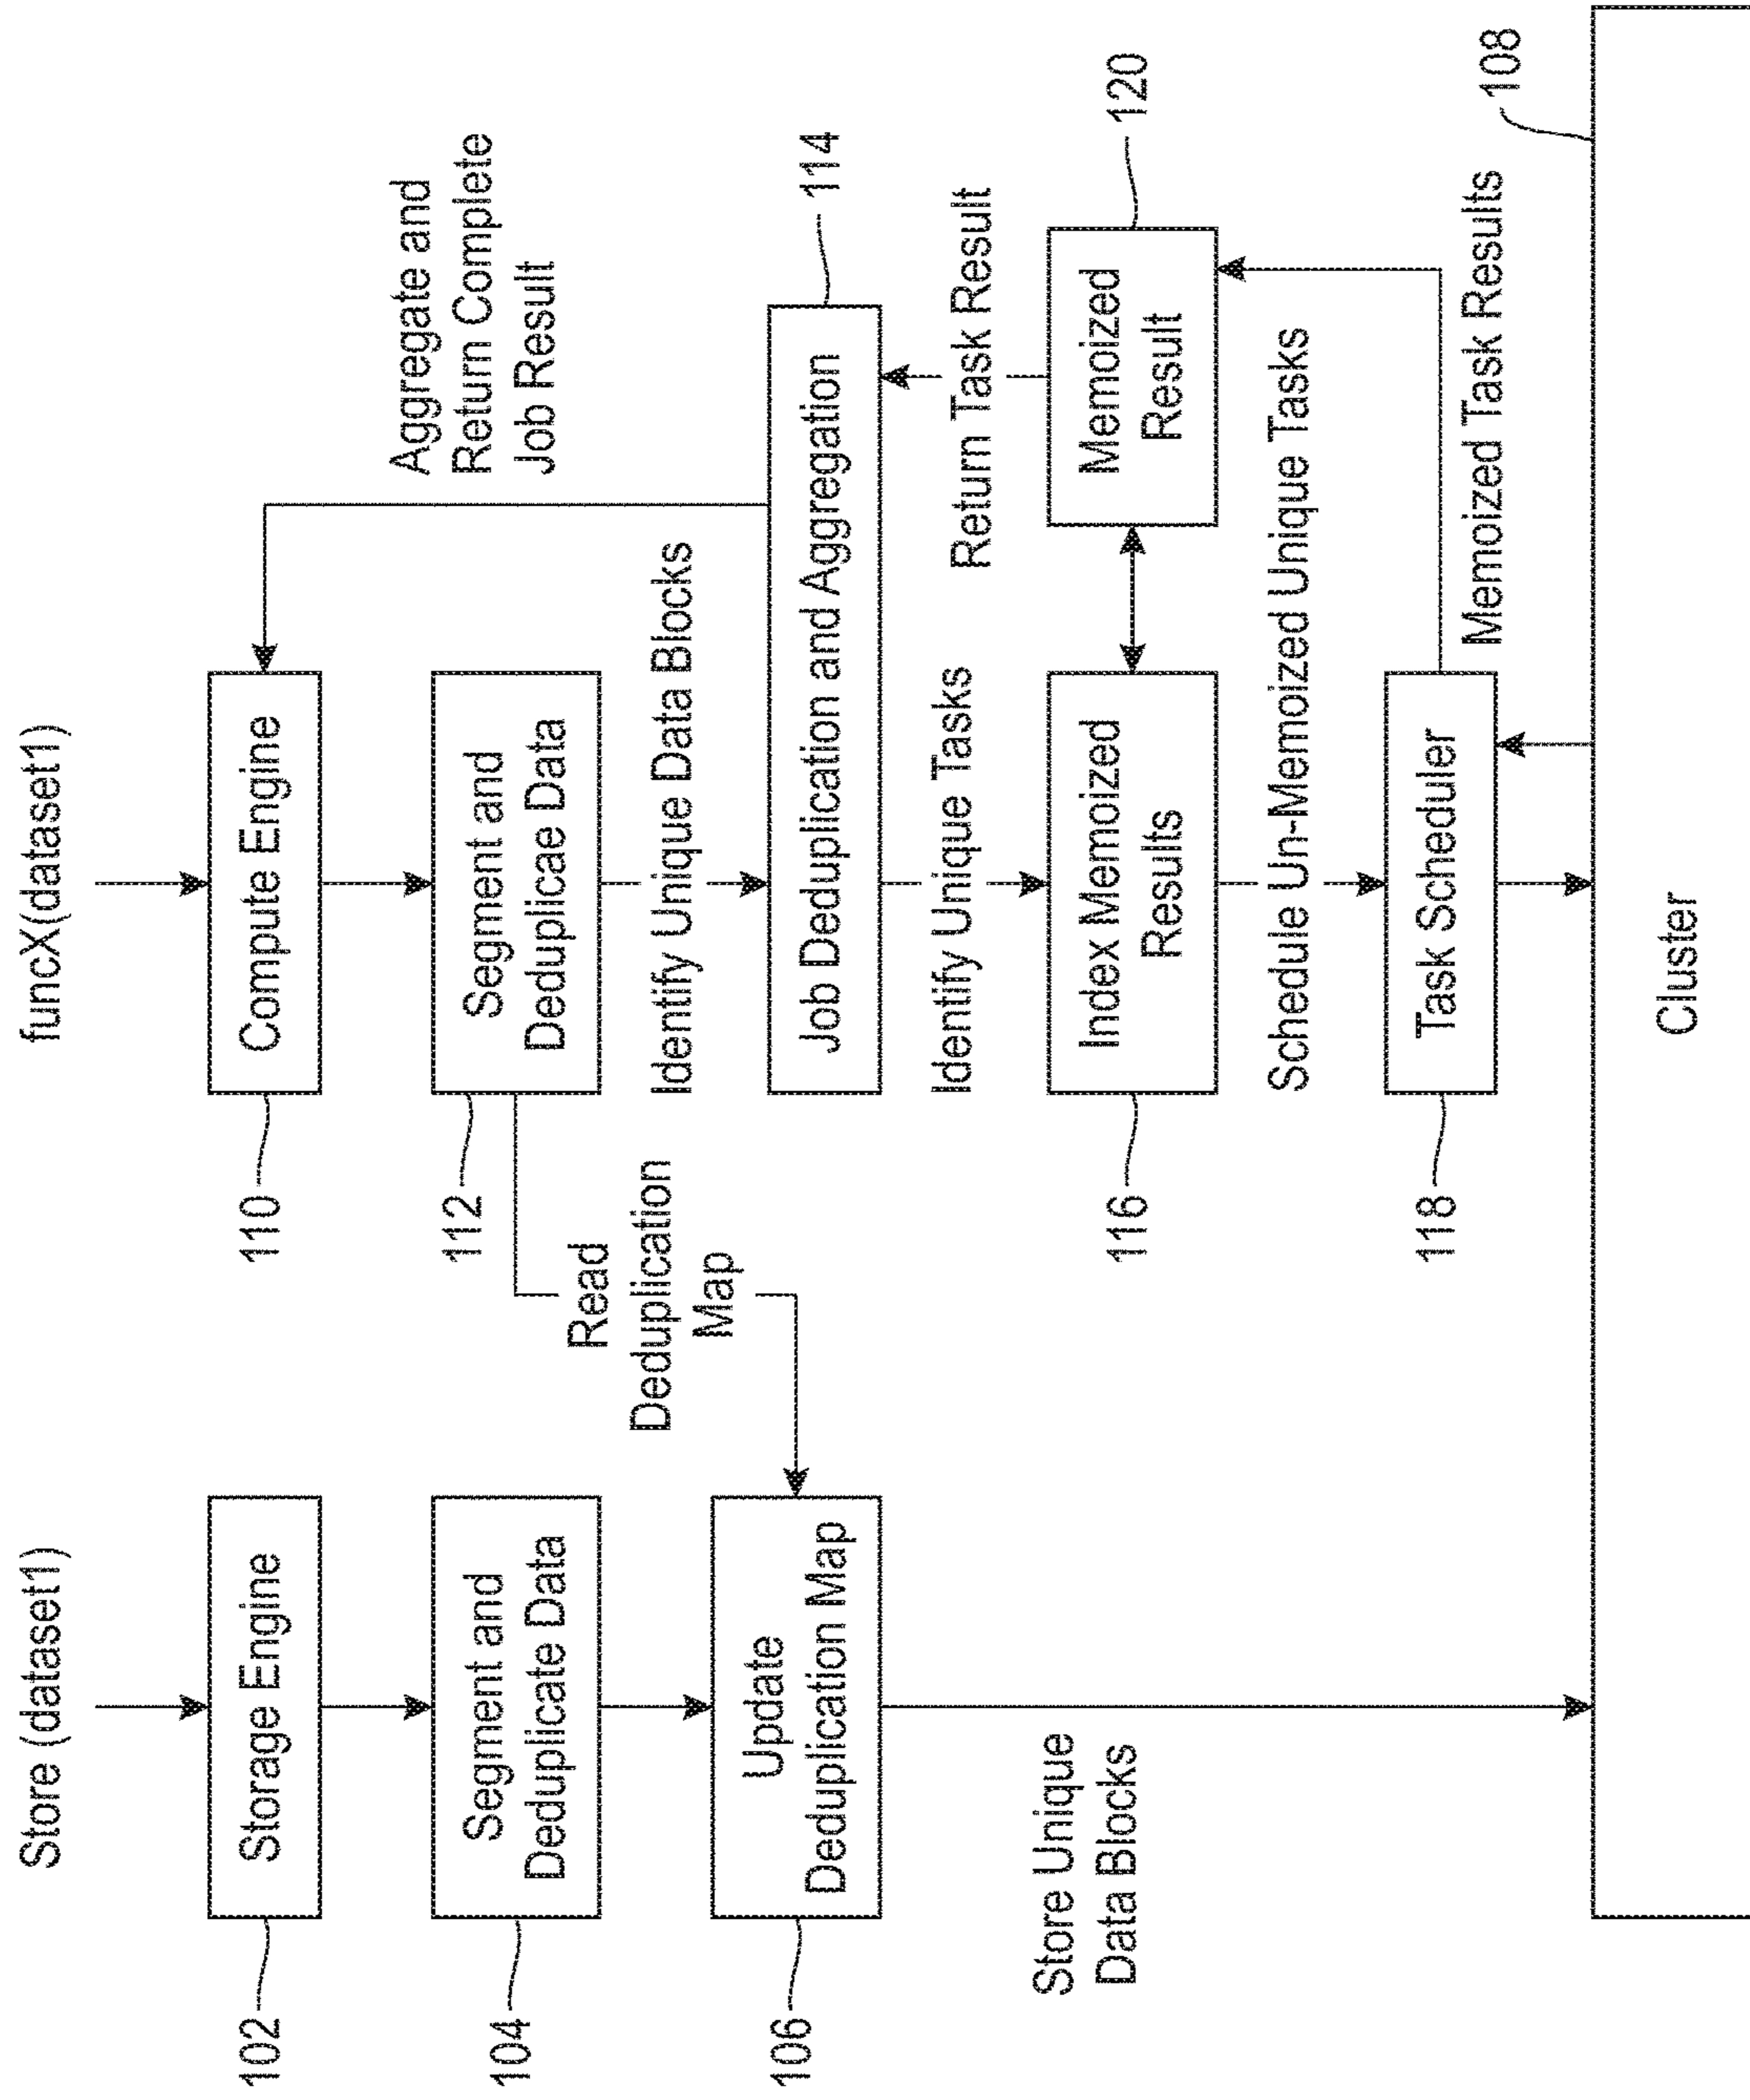 Store (dataset1)
Storage Engine
102
Segment and
Deduplicate Data
104
Update
Deduplication Map
106
Store Unique
Data Blocks
Read
Deduplication
Map
funcX(dataset1)
Compute Engine
110
Segment and
Deduplicae Data
112
Identify Unique Data Blocks
Aggregate and
Return Complete
Job Result
Job Deduplication and Aggregation
114
Identify Unique Tasks
Return Task Result
Index Memoized
Results
116
Memoized
Result
120
Schedule Un-Memoized Unique Tasks
Task Scheduler
118
Memoized Task Results
Cluster
108